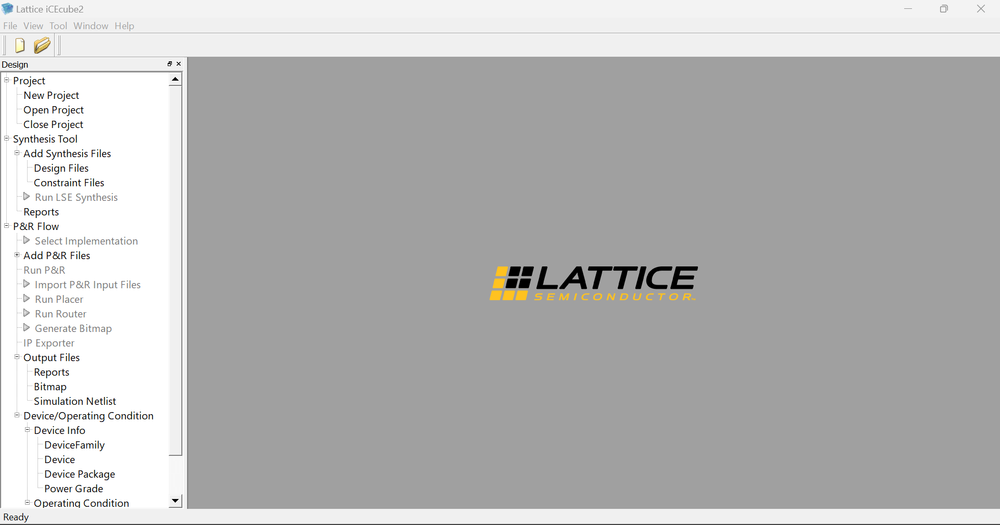 Lattice iCEcube2
File View Tool Window Help
Design
Project
New Project
Open Project
Close Project
Synthesis Tool
Add Synthesis Files
Design Files
Constraint Files
Run LSE Synthesis
Reports
P&R Flow
Select Implementation
Add P&R Files
Run P&R
Import P&R Input Files
Run Placer
Run Router
Generate Bitmap
IP Exporter
Output Files
Reports
Bitmap
Simulation Netlist
Device/Operating Condition
Device Info
DeviceFamily
Device
Device Package
Power Grade
Operating Condition
LATTICE
SEMICONDUCTOR™
Ready